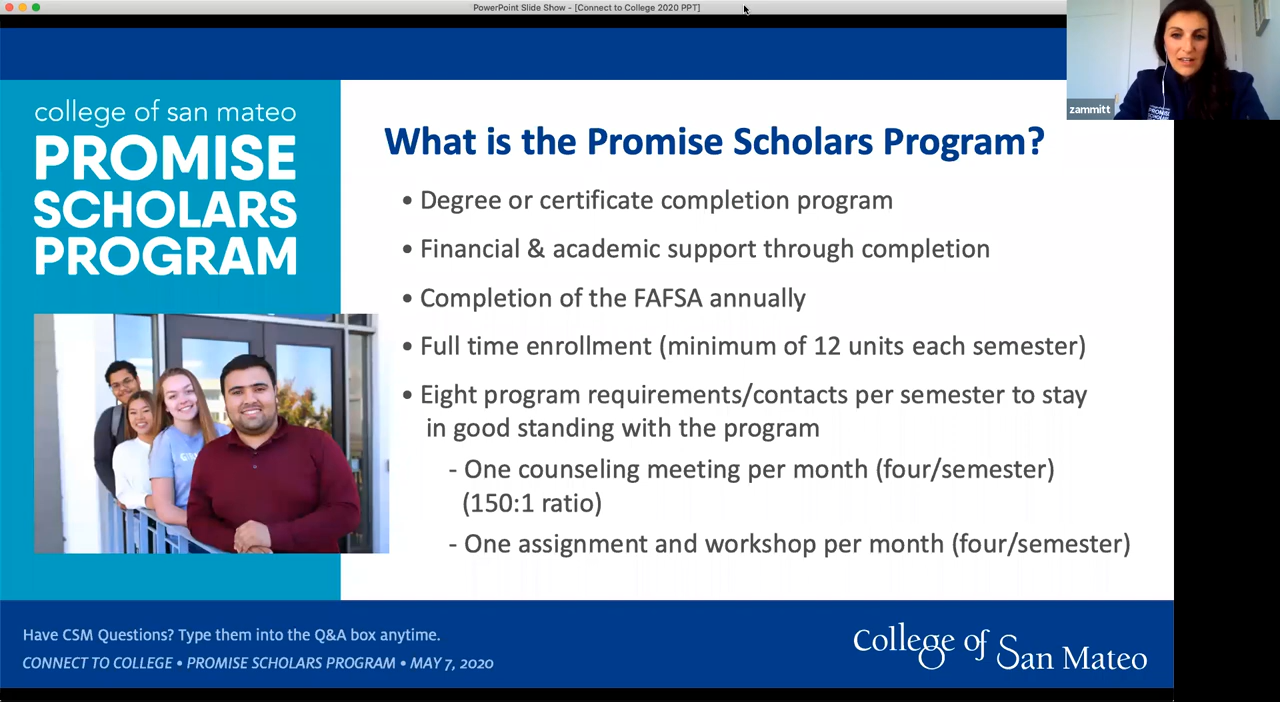 PowerPoint Slide Show - [Connect to College 2020 PPT]
zammitt
college of san mateo
PROMISE
SCHOLARS
PROGRAM
What is the Promise Scholars Program?
• Degree or certificate completion program
• Financial & academic support through completion
• Completion of the FAFSA annually
• Full time enrollment (minimum of 12 units each semester)
• Eight program requirements/contacts per semester to stay
in good standing with the program
- One counseling meeting per month (four/semester)
(150:1 ratio)
- One assignment and workshop per month (four/semester)
Have CSM Questions? Type them into the Q&A box anytime.
CONNECT TO COLLEGE • PROMISE SCHOLARS PROGRAM • MAY 7, 2020
College of
San Mateo